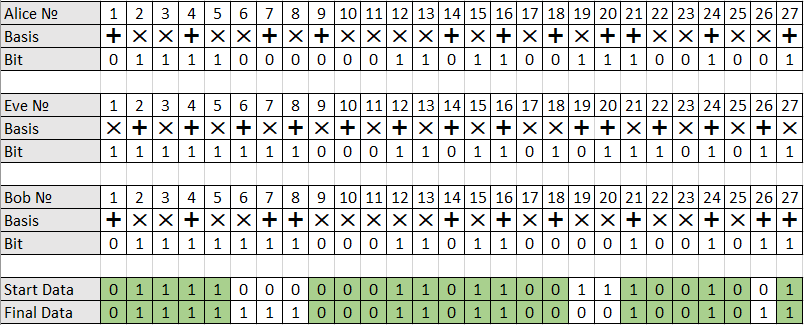 Alice № 1 2 3 4 5 6 7 8 9 10 11 12 13 14 15 16 17 18 19 20 21 22 23 24 25 26 27
Basis + × × + × × + × + × × × × + × + × + × + + × × + × × +
Bit 0 1 1 1 1 0 0 0 0 0 0 1 1 0 1 1 0 0 1 1 1 0 0 1 0 0 1
Eve № 1 2 3 4 5 6 7 8 9 10 11 12 13 14 15 16 17 18 19 20 21 22 23 24 25 26 27
Basis × + × + × + × + × + × + × + × + × × + + × + × + × + ×
Bit 1 1 1 1 1 1 1 1 0 0 0 1 1 0 1 1 0 1 0 1 1 1 0 1 0 1 1
Bob № 1 2 3 4 5 6 7 8 9 10 11 12 13 14 15 16 17 18 19 20 21 22 23 24 25 26 27
Basis + × × + × × + + × × × × × + × + × + × × + × × + × + +
Bit 0 1 1 1 1 1 1 1 0 0 0 1 1 0 1 1 0 0 0 0 1 0 0 1 0 1 1
Start Data 0 1 1 1 1 0 0 0 0 0 0 1 1 0 1 1 0 0 1 1 1 0 0 1 0 0 1
Final Data 0 1 1 1 1 1 1 1 0 0 0 1 1 0 1 1 0 0 0 0 1 0 0 1 0 1 1